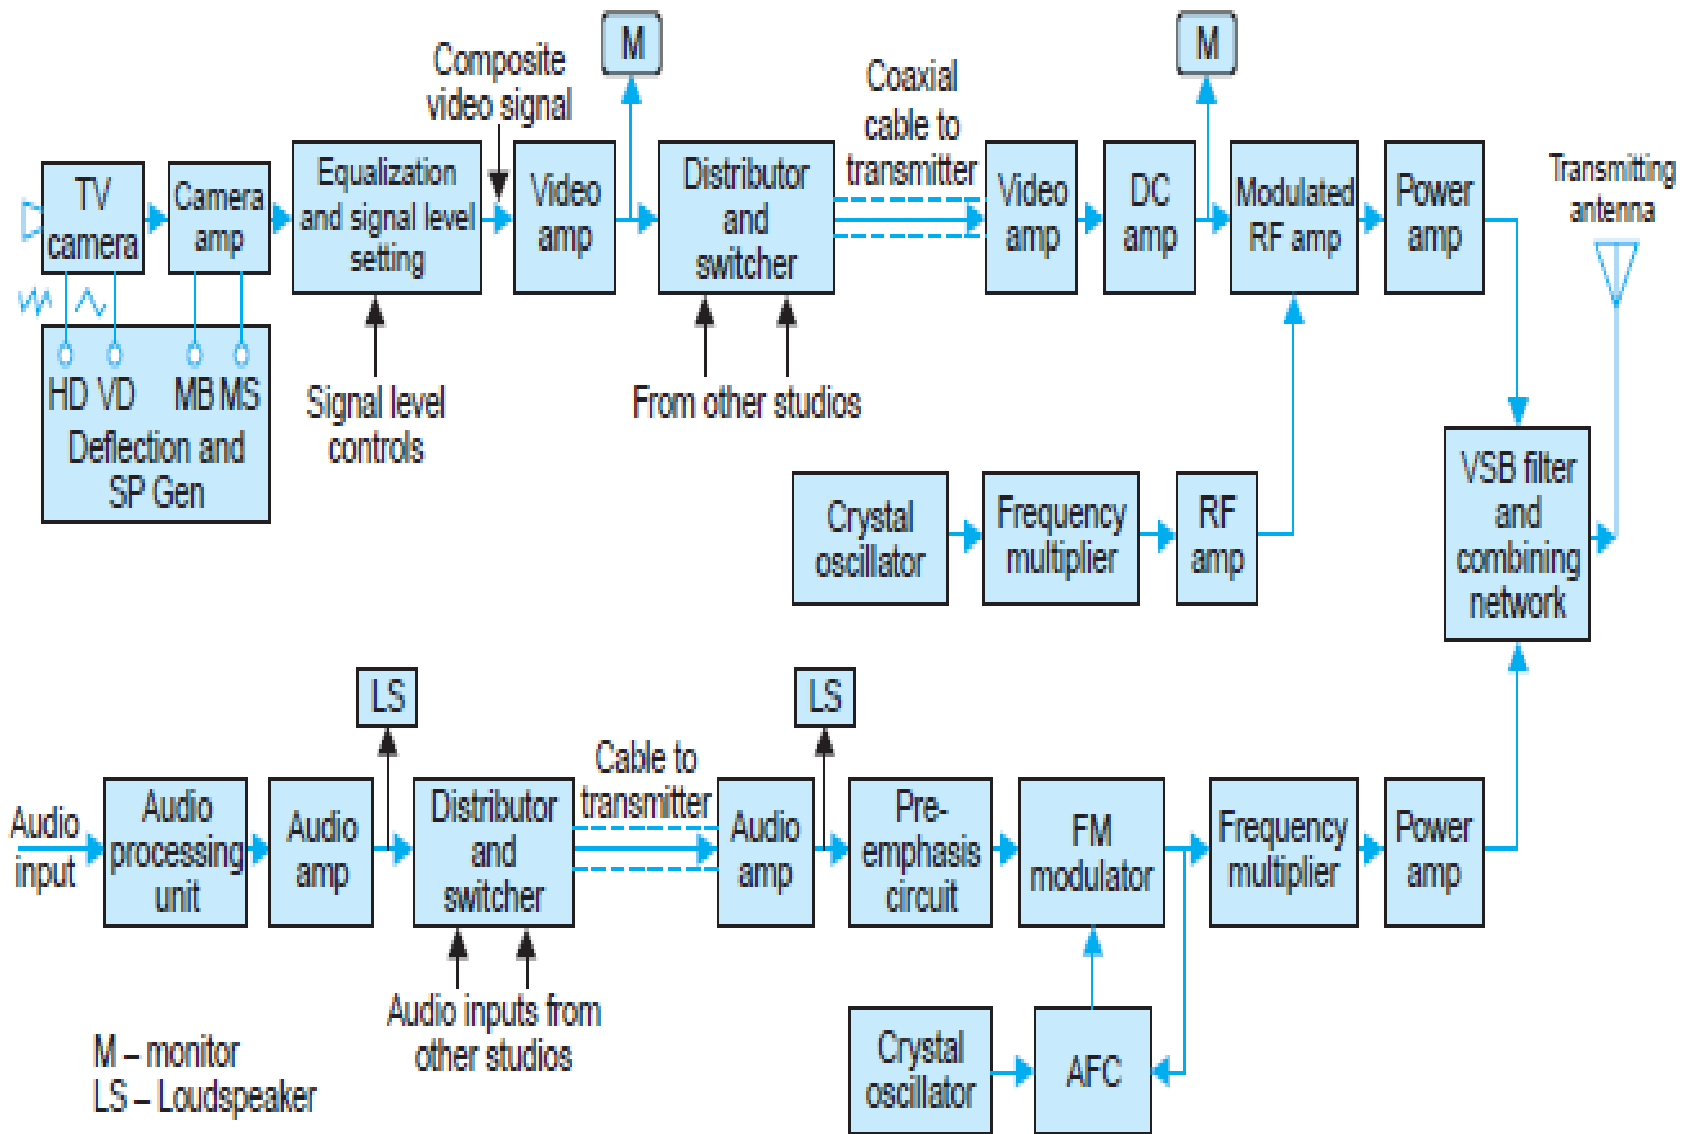 Composite
video signal
M
Coaxial
cable to
transmitter
M
TV
camera
Camera
amp
Equalization
and signal level
setting
Video
amp
Distributor
and
switcher
Video
amp
DC
amp
Modulated
RF amp
Power
amp
Transmitting
antenna
HD VD MB MS
Deflection and
SP Gen
Signal level
controls
From other studios
Crystal
oscillator
Frequency
multiplier
RF
amp
VSB filter
and
combining
network
LS
LS
Audio
input
Audio
processing
unit
Audio
amp
Distributor
and
switcher
Cable to
transmitter
Audio
amp
Pre-
emphasis
circuit
FM
modulator
Frequency
multiplier
Power
amp
Audio inputs from
other studios
Crystal
oscillator
AFC
M – monitor
LS – Loudspeaker